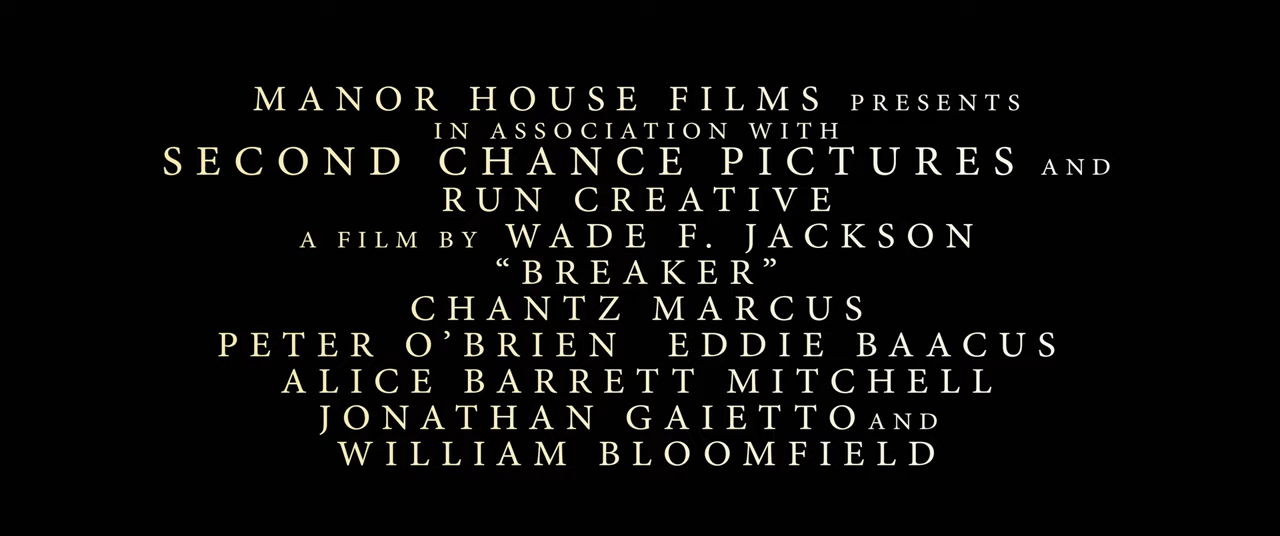 MANOR HOUSE FILMS PRESENTS
IN ASSOCIATION WITH
SECOND CHANCE PICTURES AND
RUN CREATIVE
A FILM BY WADE F. JACKSON
“BREAKER”
CHANTZ MARCUS
PETER O’BRIEN EDDIE BAACUS
ALICE BARRETT MITCHELL
JONATHAN GAIETTO AND
WILLIAM BLOOMFIELD